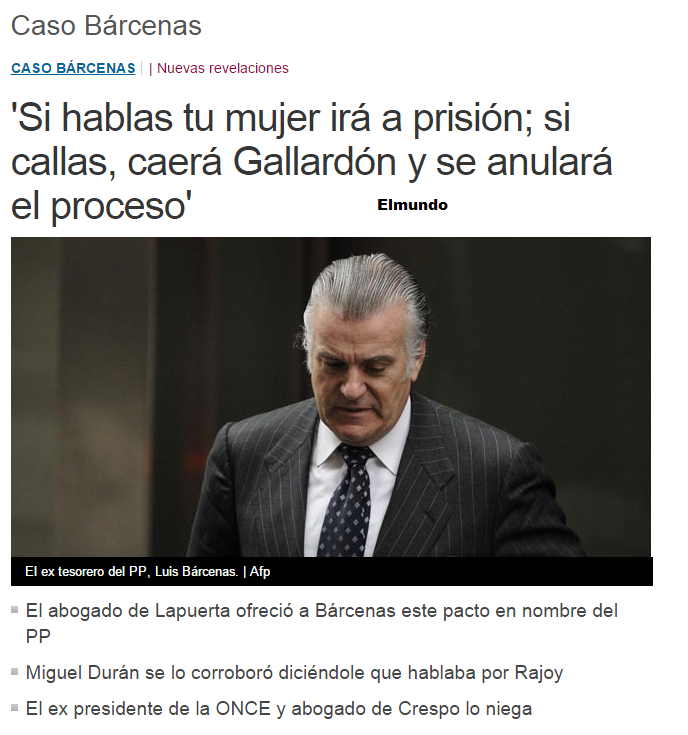 Caso Bárcenas
CASO BÁRCENAS | Nuevas revelaciones
'Si hablas tu mujer irá a prisión; si
callas, caerá Gallardón y se anulará
el proceso'
Elmundo
El ex tesorero del PP, Luis Bárcenas. | Afp
El abogado de Lapuerta ofreció a Bárcenas este pacto en nombre del
PP
Miguel Durán se lo corroboró diciéndole que hablaba por Rajoy
El ex presidente de la ONCE y abogado de Crespo lo niega